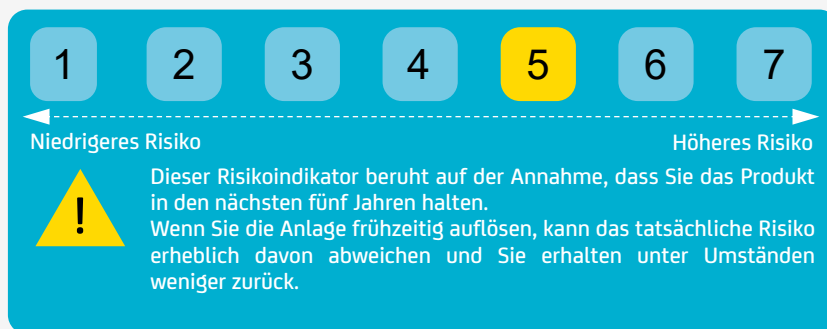 1 2 3 4 5 6 7
Niedrigeres Risiko Höheres Risiko
!
Dieser Risikoindikator beruht auf der Annahme, dass Sie das Produkt
in den nächsten fünf Jahren halten.
Wenn Sie die Anlage frühzeitig auflösen, kann das tatsächliche Risiko
erheblich davon abweichen und Sie erhalten unter Umständen
weniger zurück.